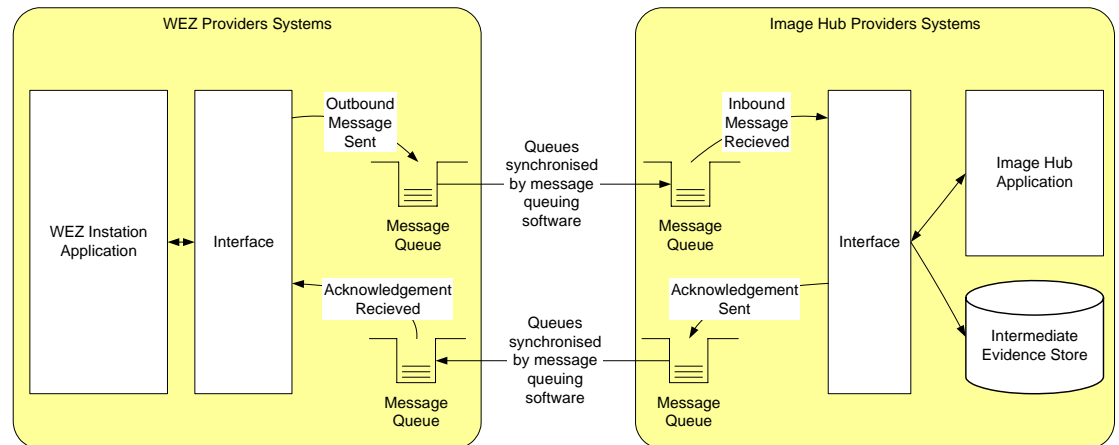 WEZ Providers Systems
Image Hub Providers Systems
Outbound
Message
Sent
Inbound
Message
Recieved
Queues
synchronised
by message
queuing
software
Image Hub
Application
WEZ Instation
Application
Interface
Message
Queue
Message
Queue
Interface
Acknowledgement
Recieved
Acknowledgement
Sent
Queues
synchronised
by message
queuing
software
Intermediate
Evidence Store
Message
Queue
Message
Queue